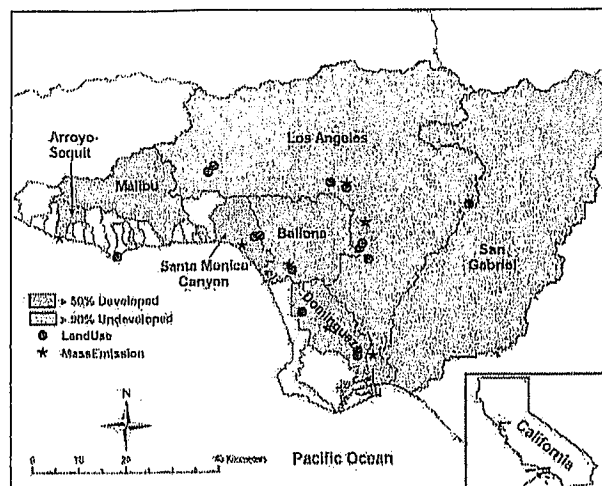 Los Angeles
Arroyo-
Sequit
Malibu
Ballona
Santa Monica
Canyon
San
Gabriel
Dominguez
> 50% Developed
> 90% Undeveloped
LandUse
MassEmission
N
0 10 20 40 Kilometers
Pacific Ocean
California